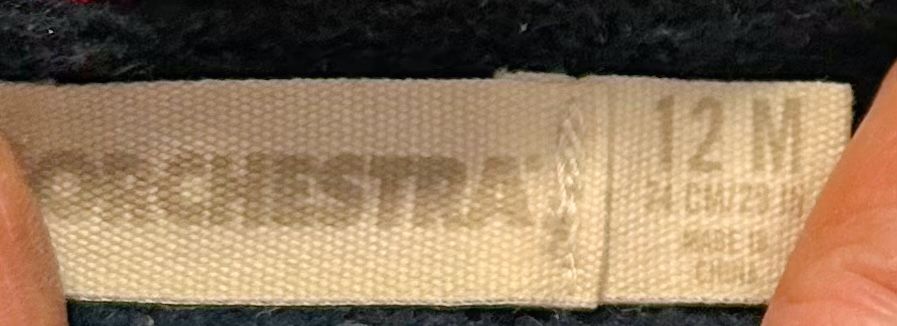 ORCHESTRA
12 M
74 CM/29 IN
MADE IN
CHINA